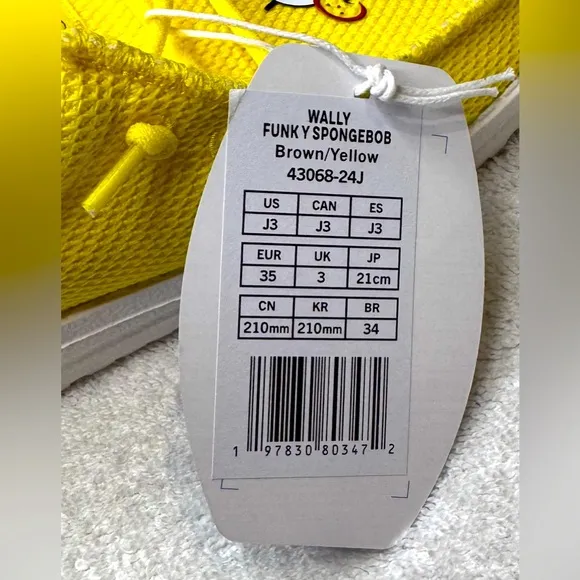 WALLY
FUNKY SPONGEBOB
Brown/Yellow
43068-24J
US CAN ES
J3 J3 J3
EUR UK JP
35 3 21cm
CN KR BR
210mm 210mm 34
1 97830 80347 2